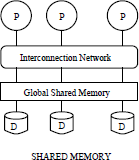 P P P
Interconnection Network
Global Shared Memory
D D D
SHARED MEMORY